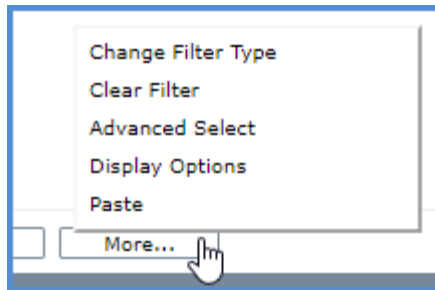 Change Filter Type
Clear Filter
Advanced Select
Display Options
Paste
More...